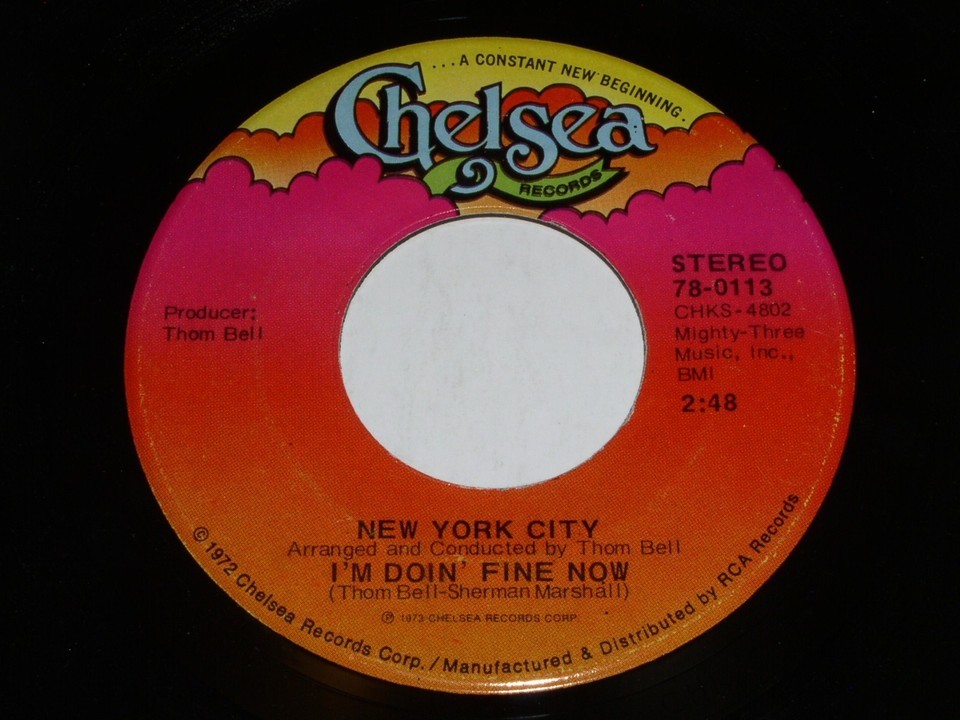 ...A CONSTANT NEW BEGINNING.
Chelsea
RECORDS
Producer:
Thom Bell
STEREO
78-0113
CHKS-4802
Mighty-Three
Music, Inc.,
BMI
2:48
NEW YORK CITY
Arranged and Conducted by Thom Bell
I'M DOIN' FINE NOW
(Thom Bell-Sherman Marshall)
℗ 1973 CHELSEA RECORDS CORP.
© 1972 Chelsea Records Corp. / Manufactured & Distributed by RCA Records